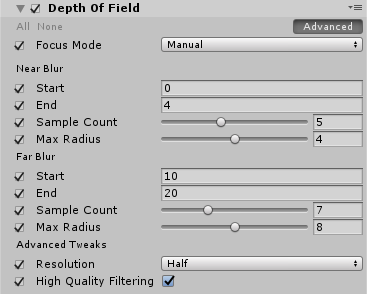 Depth Of Field
All None Advanced
Focus Mode Manual
Near Blur
Start 0
End 4
Sample Count 5
Max Radius 4
Far Blur
Start 10
End 20
Sample Count 7
Max Radius 8
Advanced Tweaks
Resolution Half
High Quality Filtering